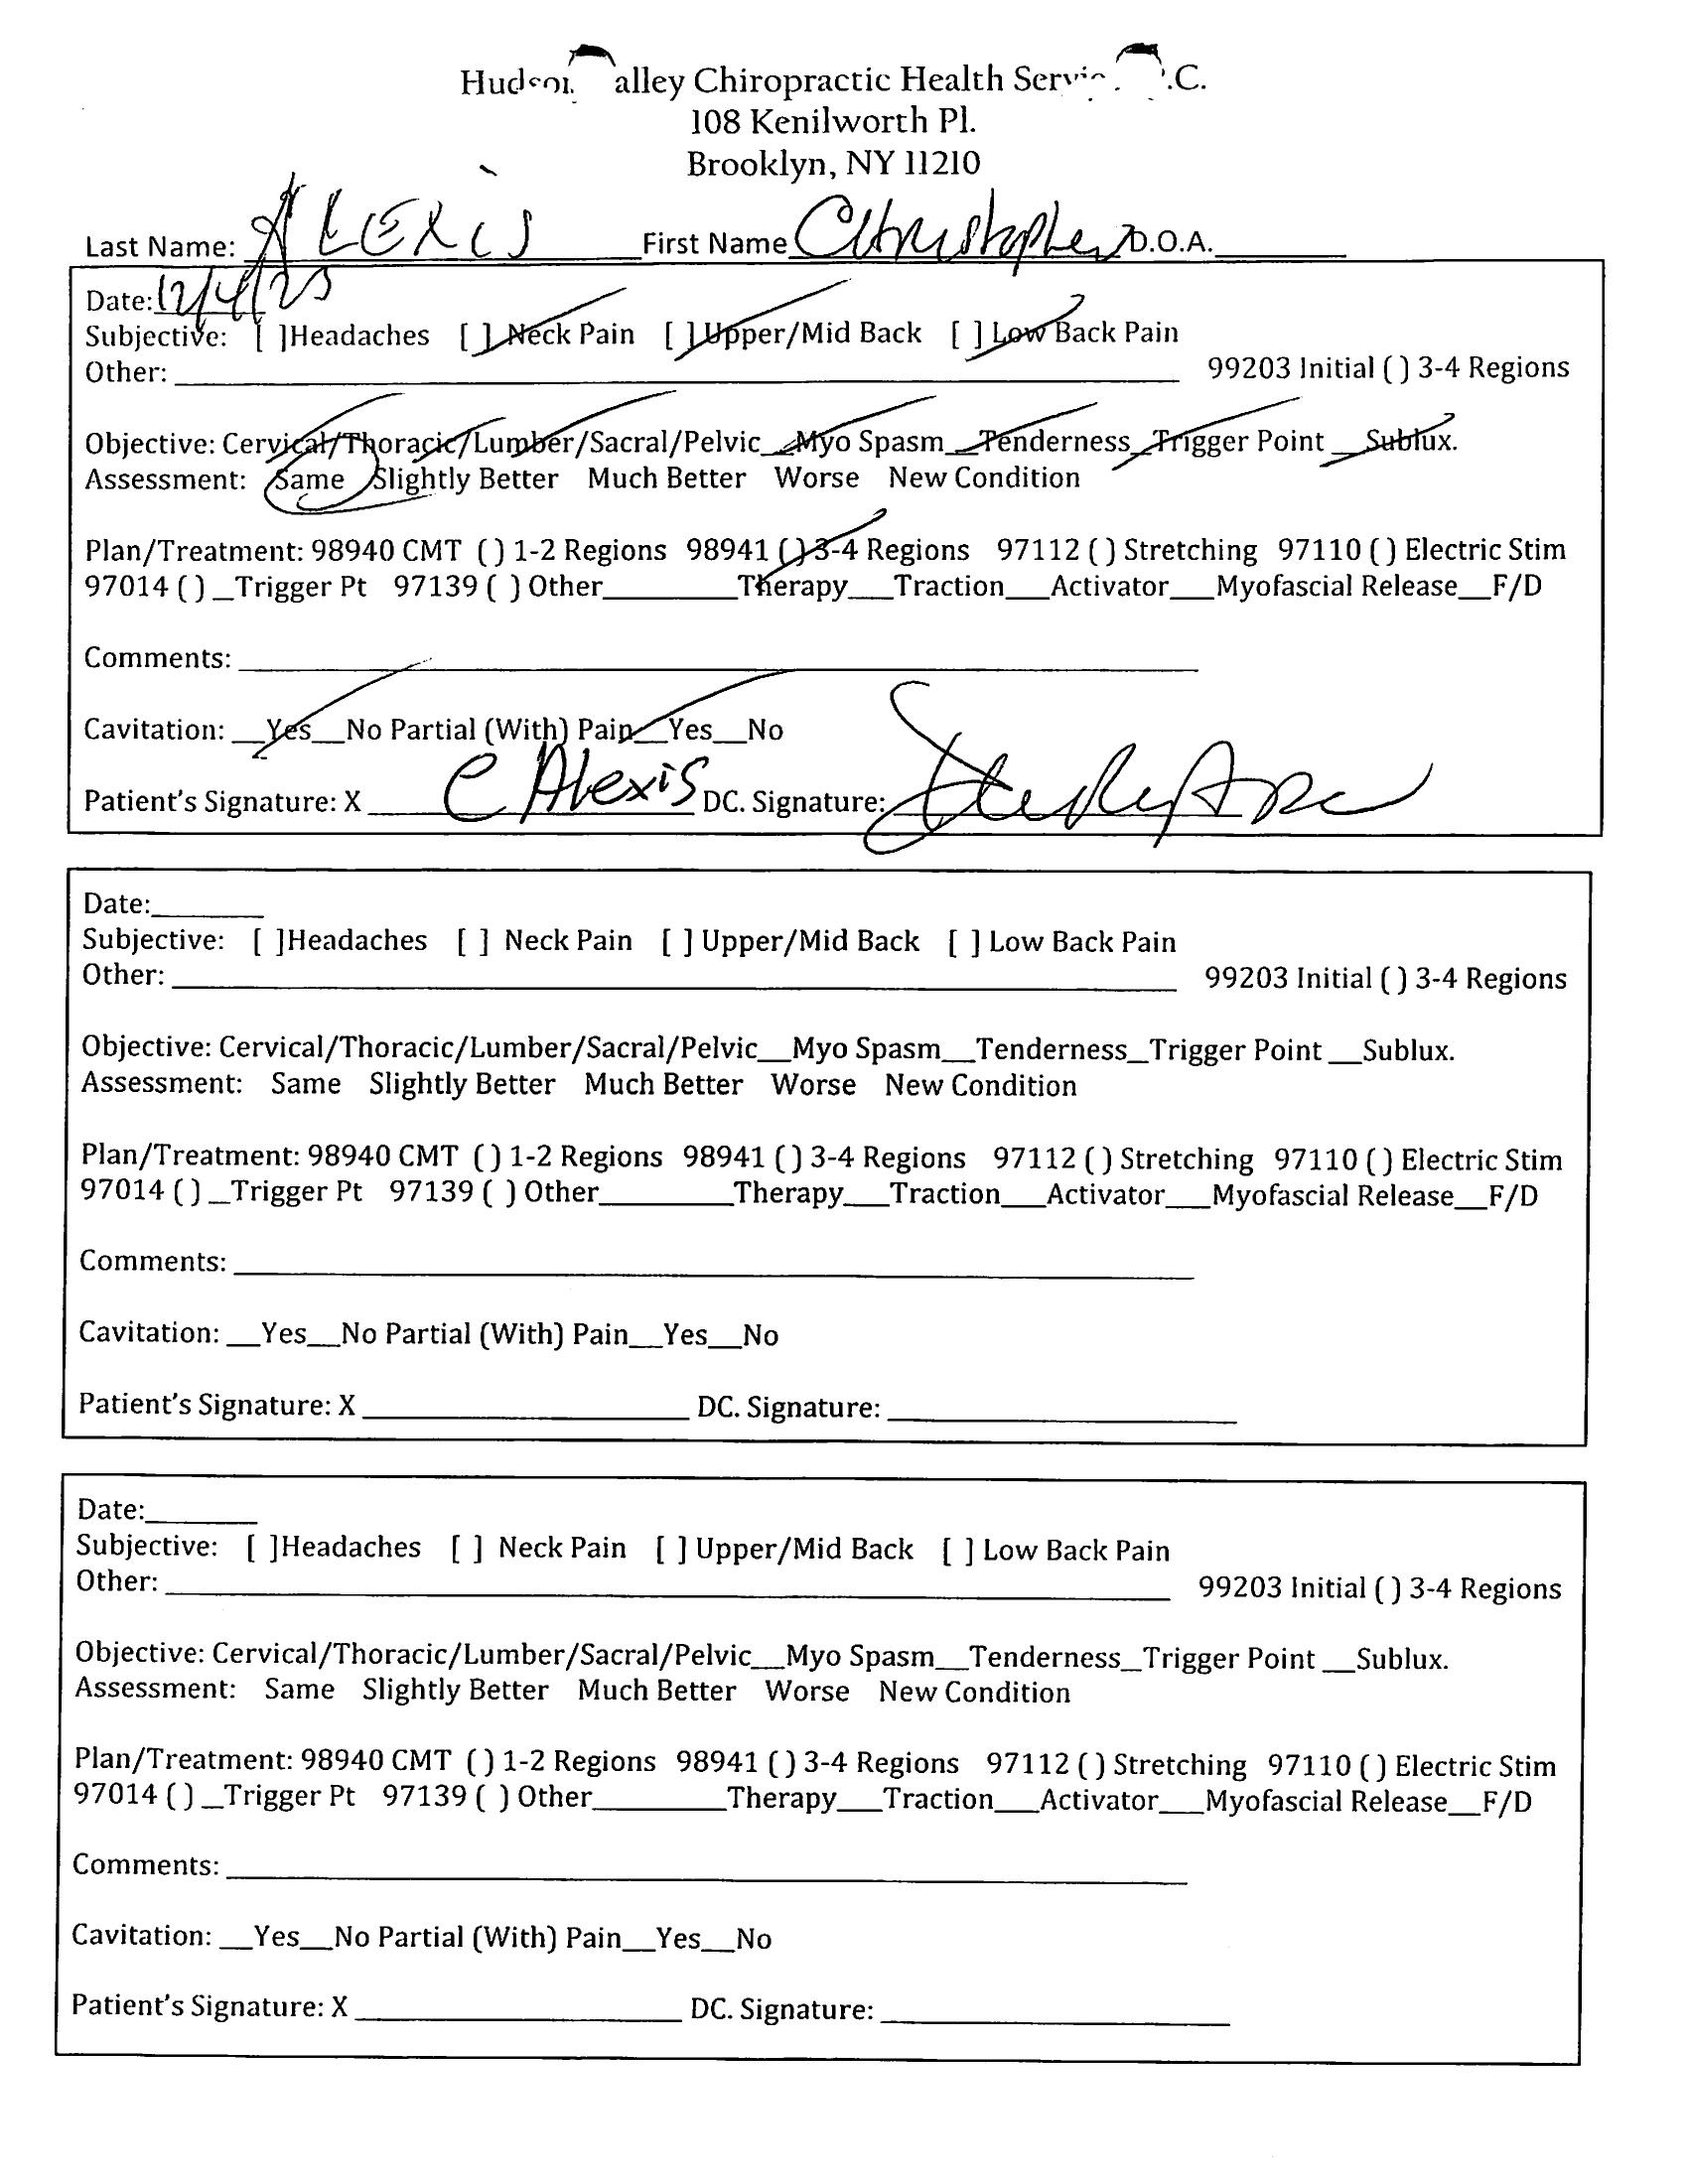 Hudson alley Chiropractic Health Servic .C.
108 Kenilworth Pl.
Brooklyn, NY 11210
Last Name: ALEXIS First Name Christopher D.O.A.
Date: 12/4/25
Subjective: [ ]Headaches [ ] Neck Pain [ ] Upper/Mid Back [ ] Low Back Pain
Other: 99203 Initial ( ) 3-4 Regions
Objective: Cervical/Thoracic/Lumber/Sacral/Pelvic__Myo Spasm__Tenderness_Trigger Point __Sublux.
Assessment: Same Slightly Better Much Better Worse New Condition
Plan/Treatment: 98940 CMT ( ) 1-2 Regions 98941 ( ) 3-4 Regions 97112 ( ) Stretching 97110 ( ) Electric Stim
97014 ( ) _Trigger Pt 97139 ( ) Other________Therapy___Traction___Activator___Myofascial Release__F/D
Comments:
Cavitation: __Yes__No Partial (With) Pain__Yes__No
Patient's Signature: X C Alexis DC. Signature:
Date:
Subjective: [ ]Headaches [ ] Neck Pain [ ] Upper/Mid Back [ ] Low Back Pain
Other: 99203 Initial ( ) 3-4 Regions
Objective: Cervical/Thoracic/Lumber/Sacral/Pelvic__Myo Spasm__Tenderness_Trigger Point __Sublux.
Assessment: Same Slightly Better Much Better Worse New Condition
Plan/Treatment: 98940 CMT ( ) 1-2 Regions 98941 ( ) 3-4 Regions 97112 ( ) Stretching 97110 ( ) Electric Stim
97014 ( ) _Trigger Pt 97139 ( ) Other________Therapy___Traction___Activator___Myofascial Release__F/D
Comments:
Cavitation: __Yes__No Partial (With) Pain__Yes__No
Patient's Signature: X DC. Signature:
Date:
Subjective: [ ]Headaches [ ] Neck Pain [ ] Upper/Mid Back [ ] Low Back Pain
Other: 99203 Initial ( ) 3-4 Regions
Objective: Cervical/Thoracic/Lumber/Sacral/Pelvic__Myo Spasm__Tenderness_Trigger Point __Sublux.
Assessment: Same Slightly Better Much Better Worse New Condition
Plan/Treatment: 98940 CMT ( ) 1-2 Regions 98941 ( ) 3-4 Regions 97112 ( ) Stretching 97110 ( ) Electric Stim
97014 ( ) _Trigger Pt 97139 ( ) Other________Therapy___Traction___Activator___Myofascial Release__F/D
Comments:
Cavitation: __Yes__No Partial (With) Pain__Yes__No
Patient's Signature: X DC. Signature: